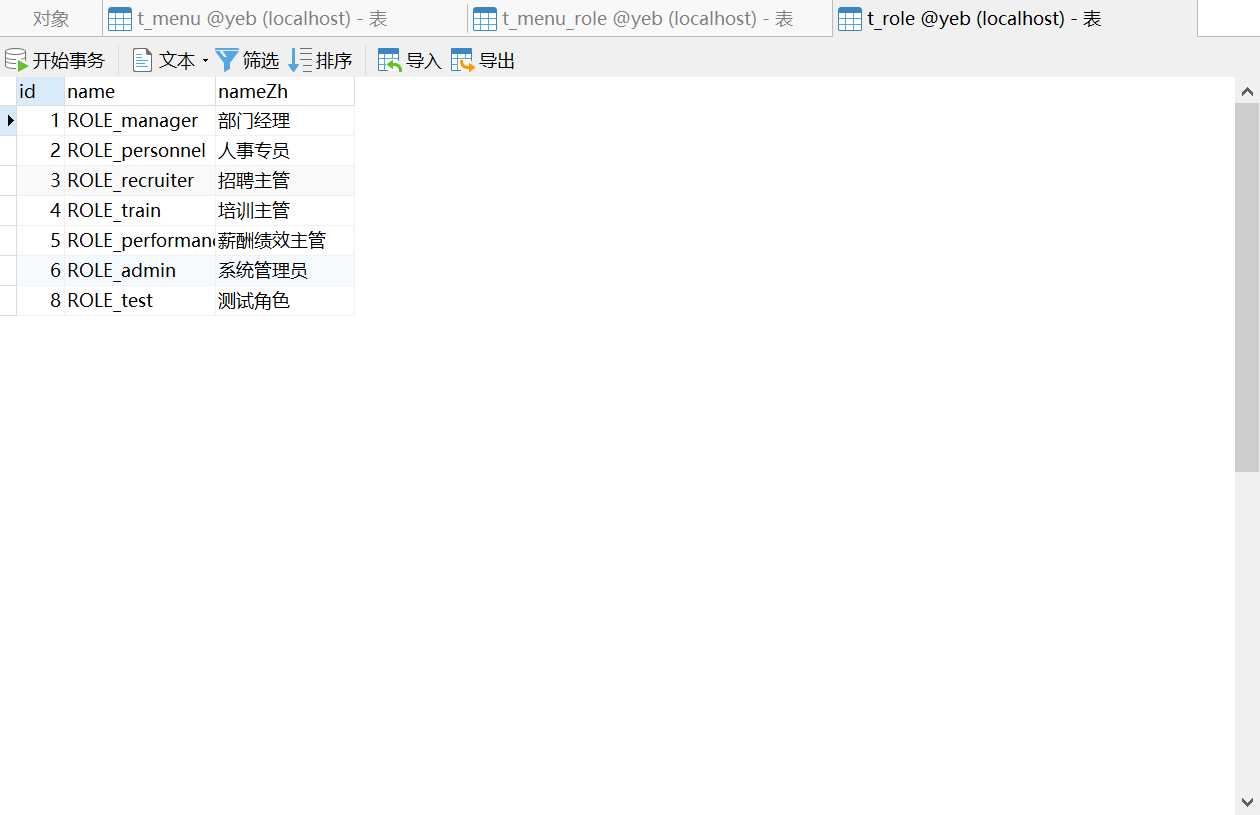 对象 t_menu @yeb (localhost) - 表 t_menu_role @yeb (localhost) - 表 t_role @yeb (localhost) - 表
开始事务 文本 筛选 排序 导入 导出
id name nameZh
1 ROLE_manager 部门经理
2 ROLE_personnel 人事专员
3 ROLE_recruiter 招聘主管
4 ROLE_train 培训主管
5 ROLE_performanc 薪酬绩效主管
6 ROLE_admin 系统管理员
8 ROLE_test 测试角色